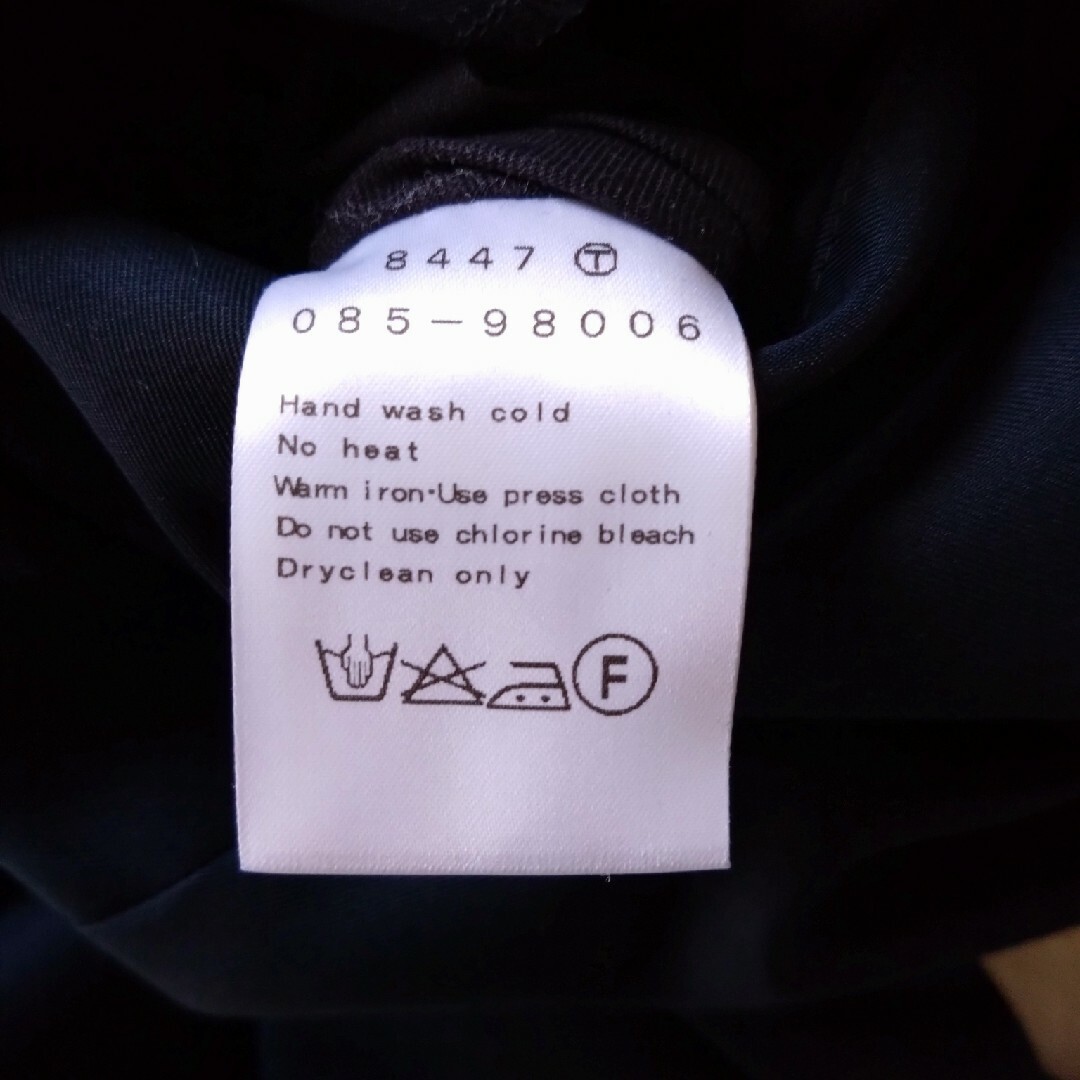 8447 Ⓣ
085-98006
Hand wash cold
No heat
Warm iron·Use press cloth
Do not use chlorine bleach
Dryclean only
F